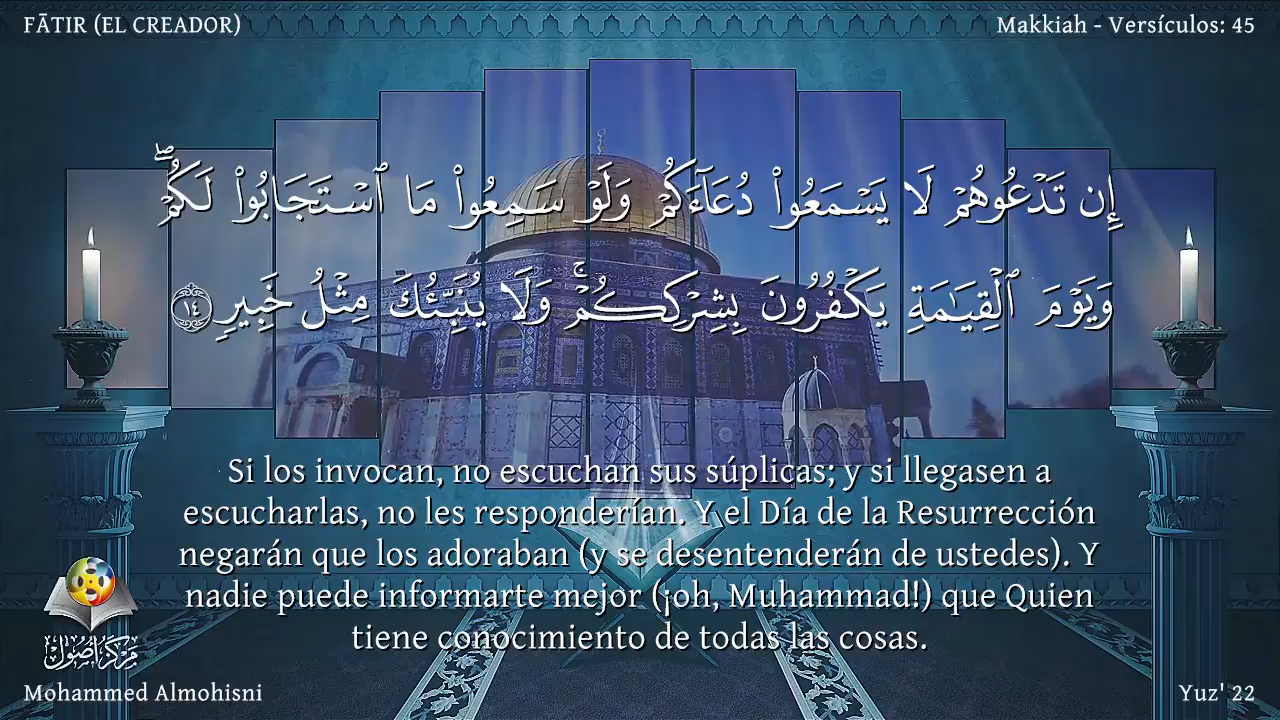 FĀTIR (EL CREADOR)
Makkiah - Versículos: 45
إِن تَدْعُوهُمْ لَا يَسْمَعُوا۟ دُعَآءَكُمْ وَلَوْ سَمِعُوا۟ مَا ٱسْتَجَابُوا۟ لَكُمْ ۖ
وَيَوْمَ ٱلْقِيَـٰمَةِ يَكْفُرُونَ بِشِرْكِكُمْ ۚ وَلَا يُنَبِّئُكَ مِثْلُ خَبِيرٍ ١٤
Si los invocan, no escuchan sus súplicas; y si llegasen a
escucharlas, no les responderían. Y el Día de la Resurrección
negarán que los adoraban (y se desentenderán de ustedes). Y
nadie puede informarte mejor (¡oh, Muhammad!) que Quien
tiene conocimiento de todas las cosas.
مركز أصول
Mohammed Almohisni
Yuz' 22